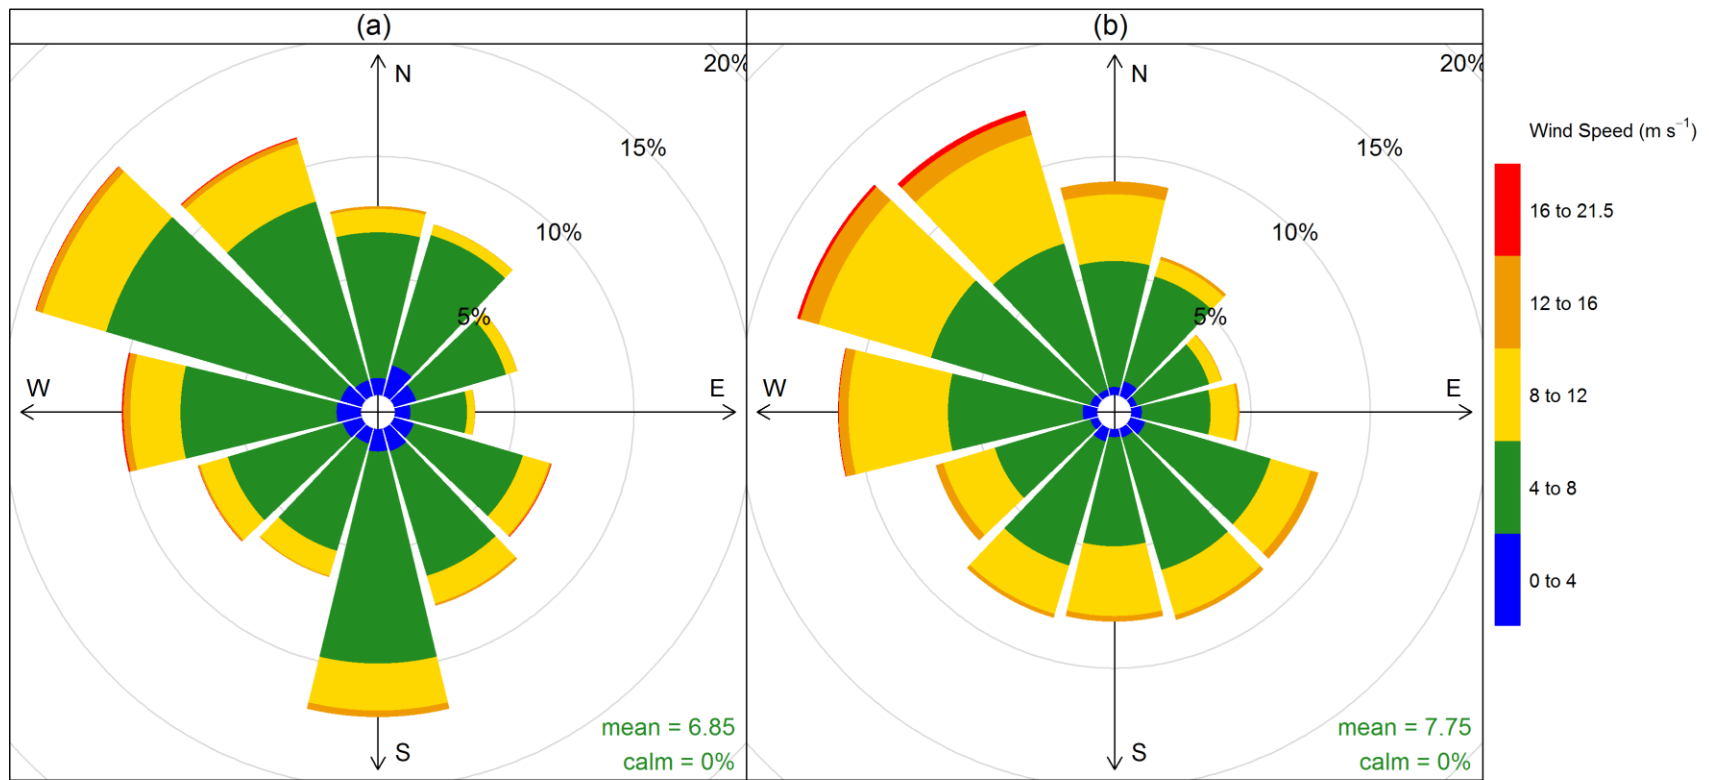 (a)
(b)
20%
15%
10%
5%
N
E
S
W
mean = 6.85
calm = 0%
20%
15%
10%
5%
N
E
S
W
mean = 7.75
calm = 0%
Wind Speed (m s⁻¹)
16 to 21.5
12 to 16
8 to 12
4 to 8
0 to 4